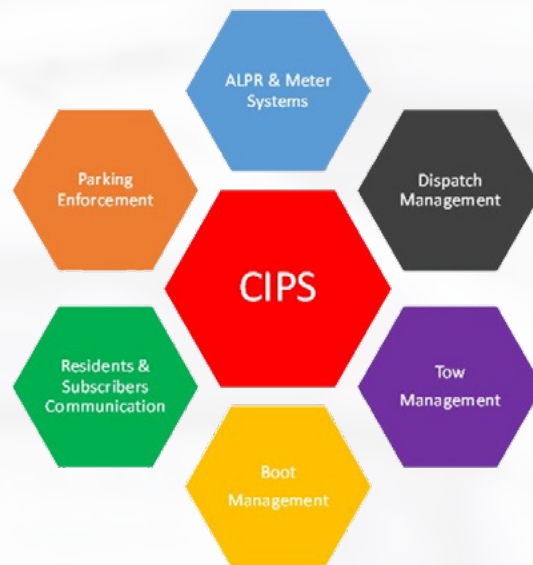 ALPR & Meter
Systems
Parking
Enforcement
Dispatch
Management
CIPS
Residents &
Subscribers
Communication
Tow
Management
Boot
Management